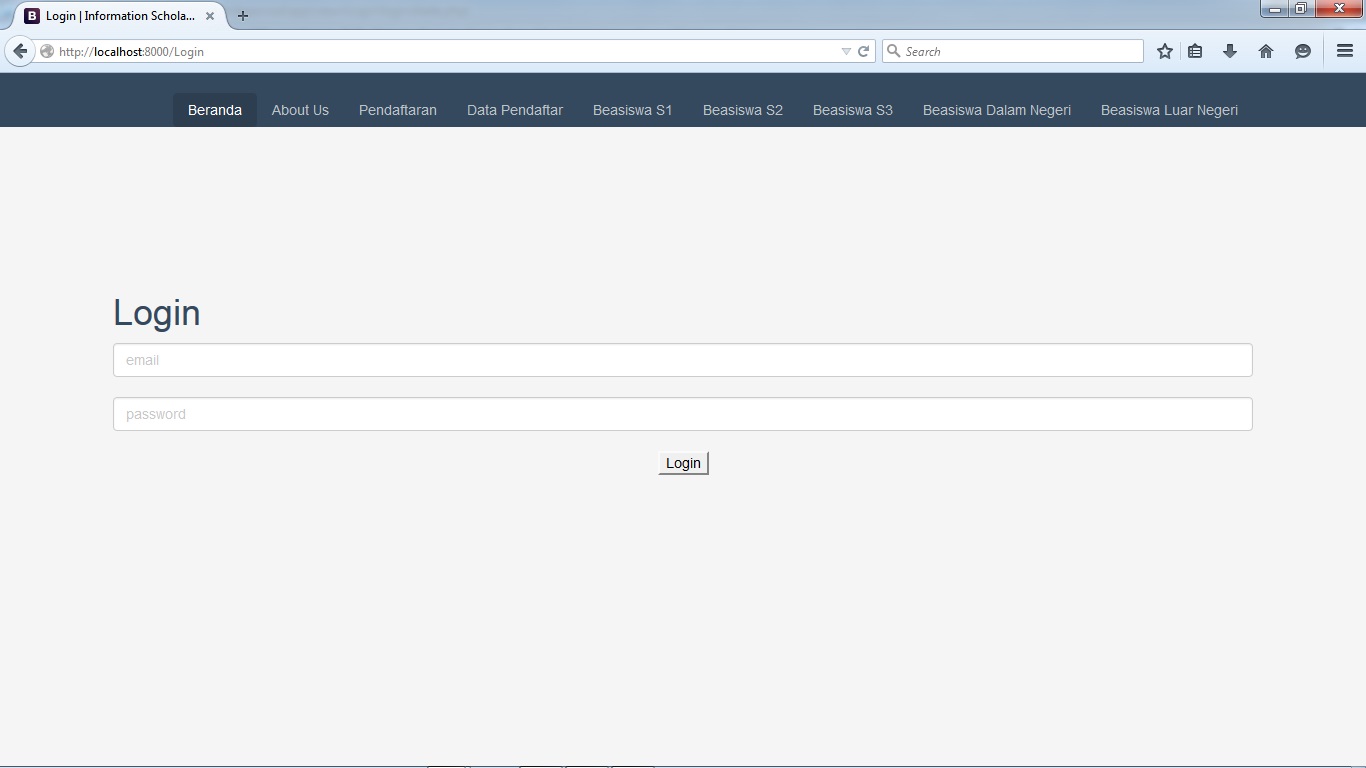 Login | Information Schola...
http://localhost:8000/Login
Search
Beranda About Us Pendaftaran Data Pendaftar Beasiswa S1 Beasiswa S2 Beasiswa S3 Beasiswa Dalam Negeri Beasiswa Luar Negeri
Login
email
password
Login